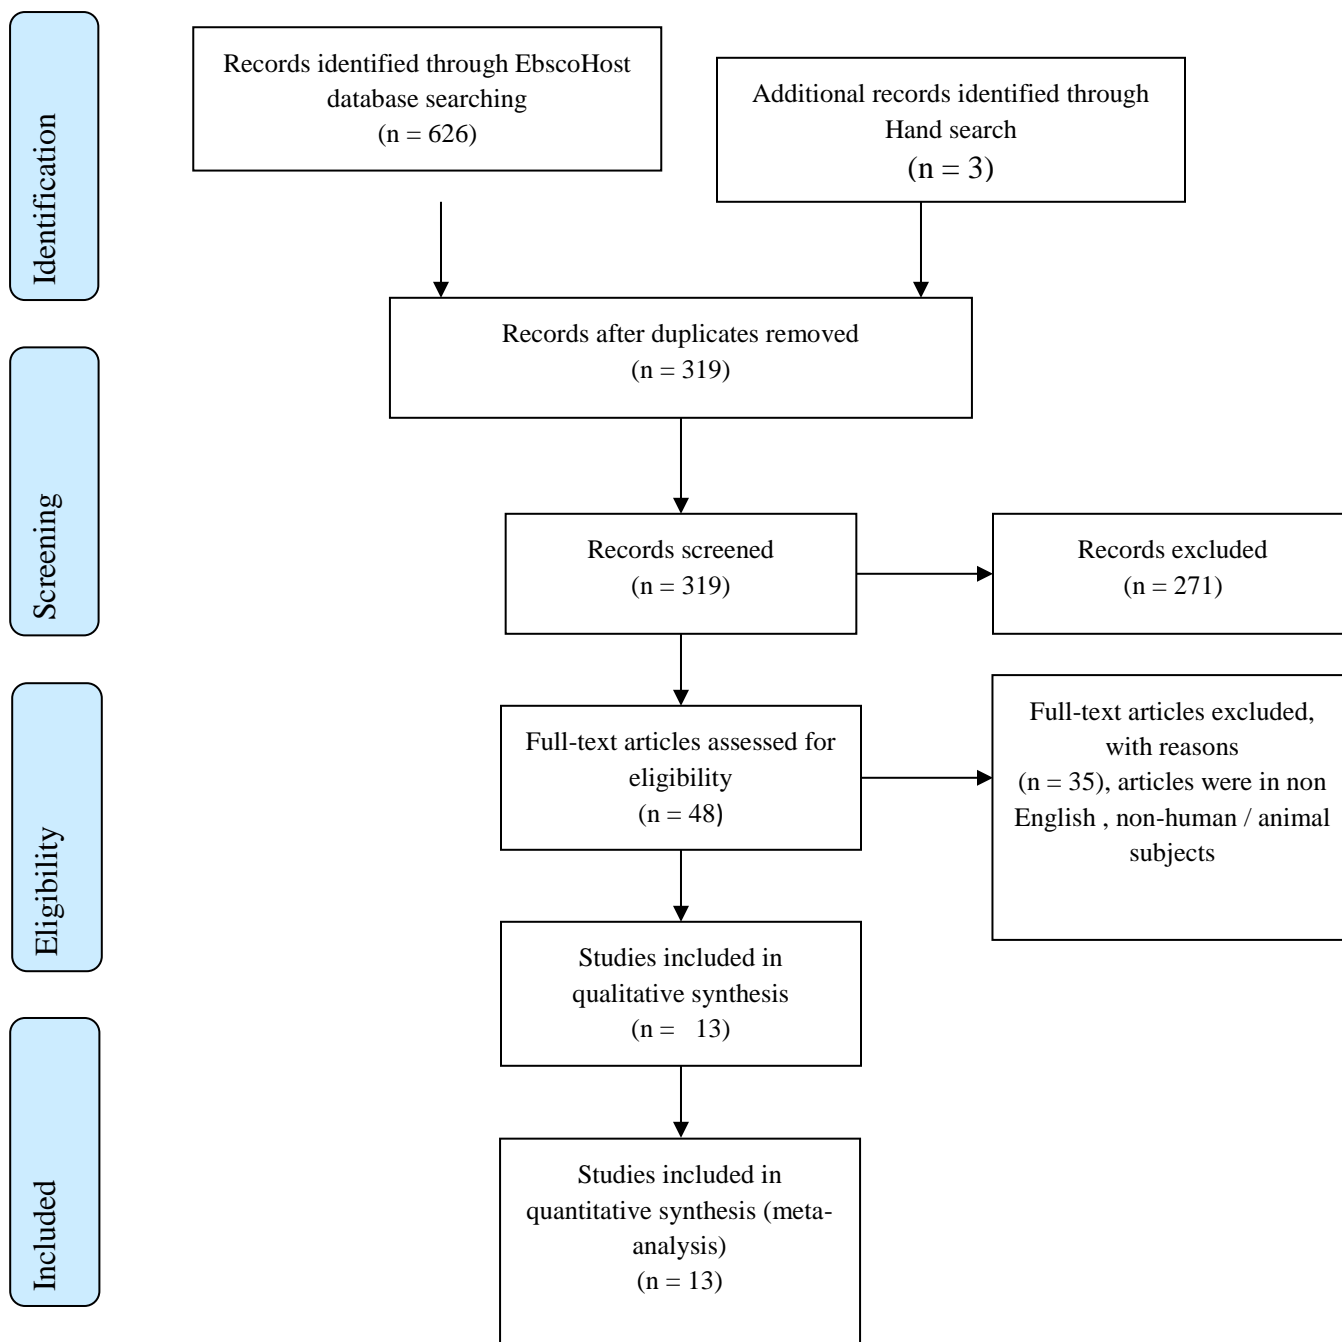 Identification
Records identified through EbscoHost
database searching
(n = 626)
Additional records identified through
Hand search
(n = 3)
Records after duplicates removed
(n = 319)
Screening
Records screened
(n = 319)
Records excluded
(n = 271)
Eligibility
Full-text articles assessed for
eligibility
(n = 48)
Full-text articles excluded,
with reasons
(n = 35), articles were in non
English , non-human / animal
subjects
Studies included in
qualitative synthesis
(n =   13)
Included
Studies included in
quantitative synthesis (meta-
analysis)
(n = 13)